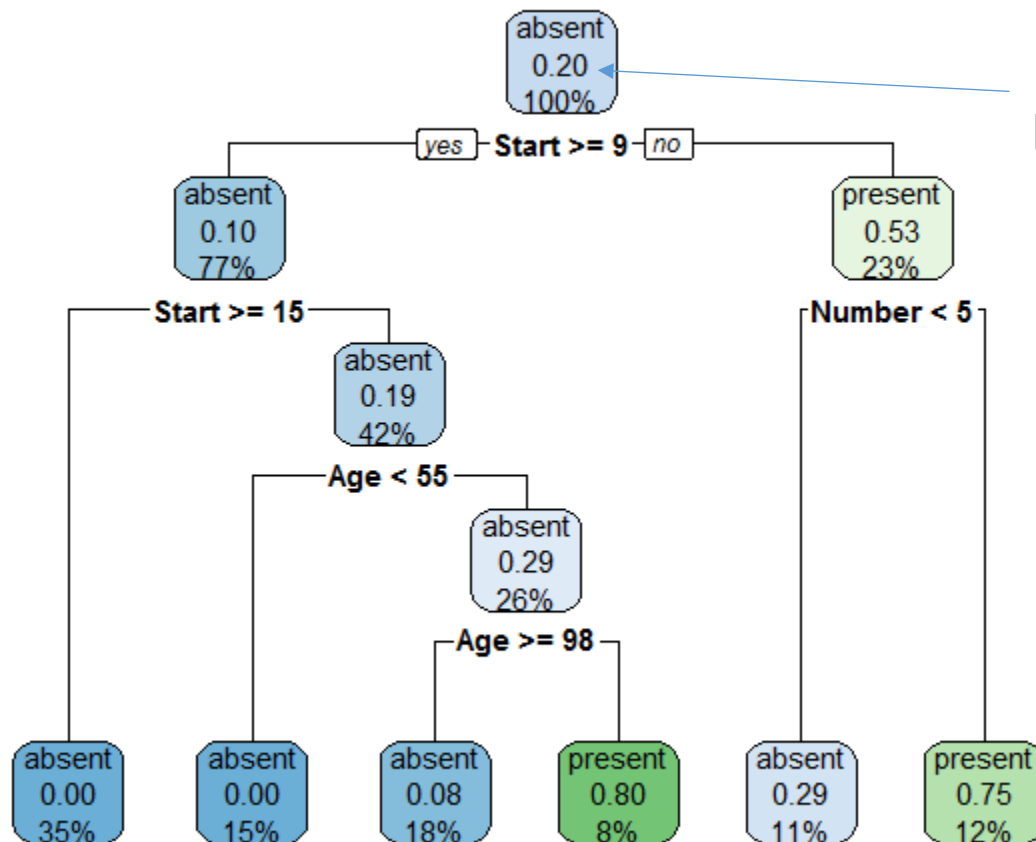 absent
0.20
100%
yes Start >= 9 no
absent
0.10
77%
present
0.53
23%
Start >= 15
Number < 5
absent
0.19
42%
Age < 55
absent
0.29
26%
Age >= 98
absent
0.00
35%
absent
0.00
15%
absent
0.08
18%
present
0.80
8%
absent
0.29
11%
present
0.75
12%